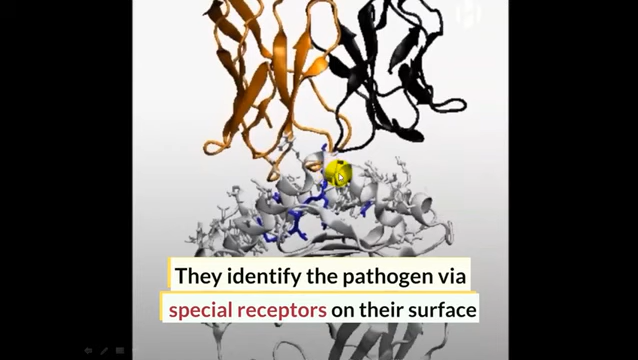 They identify the pathogen via
special receptors on their surface